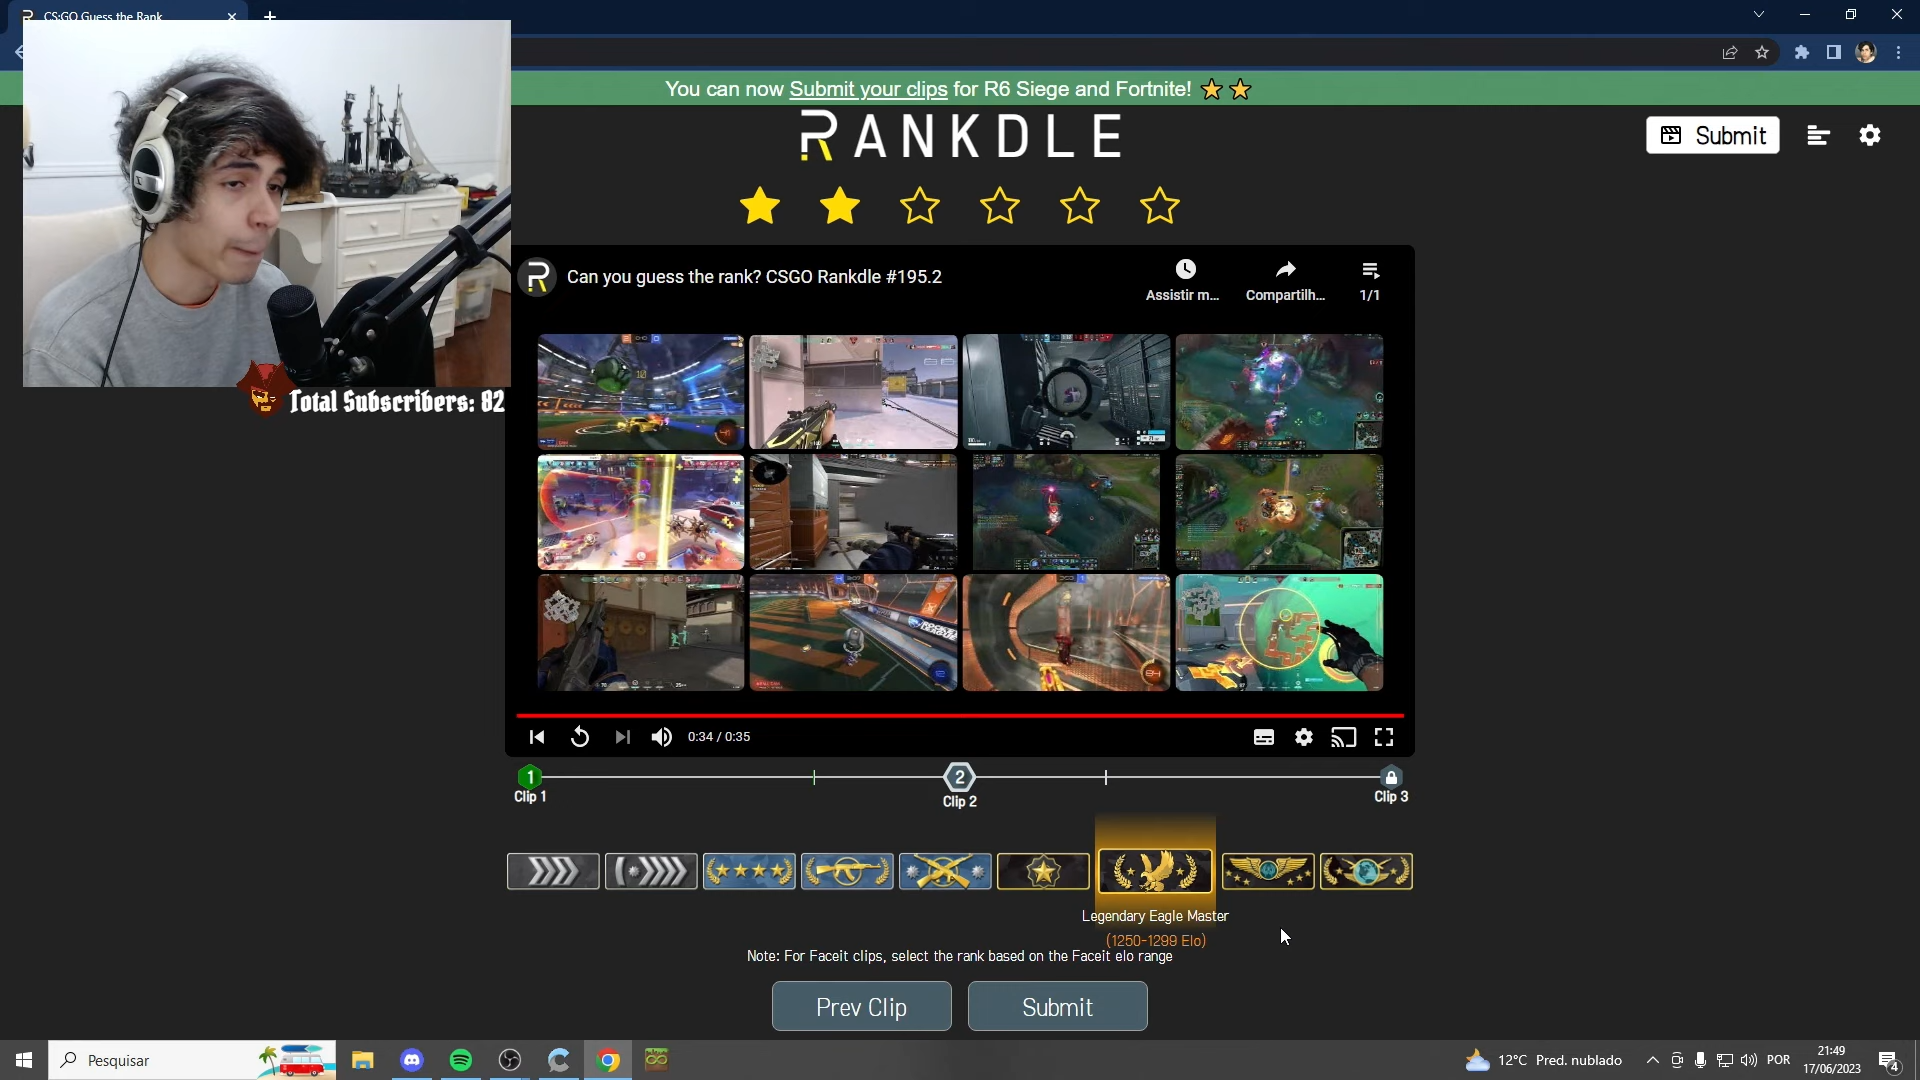 CS:GO Guess the Rank
You can now Submit your clips for R6 Siege and Fortnite!
RANKDLE
Submit
Can you guess the rank? CSGO Rankdle #195.2
Assistir m...
Compartilh...
1/1
Total Subscribers: 82
0:34 / 0:35
1
2
Clip 1
Clip 2
Clip 3
Legendary Eagle Master
(1250-1299 Elo)
Note: For Faceit clips, select the rank based on the Faceit elo range
Prev Clip
Submit
Pesquisar
12°C Pred. nublado
POR
21:49
17/06/2023
4